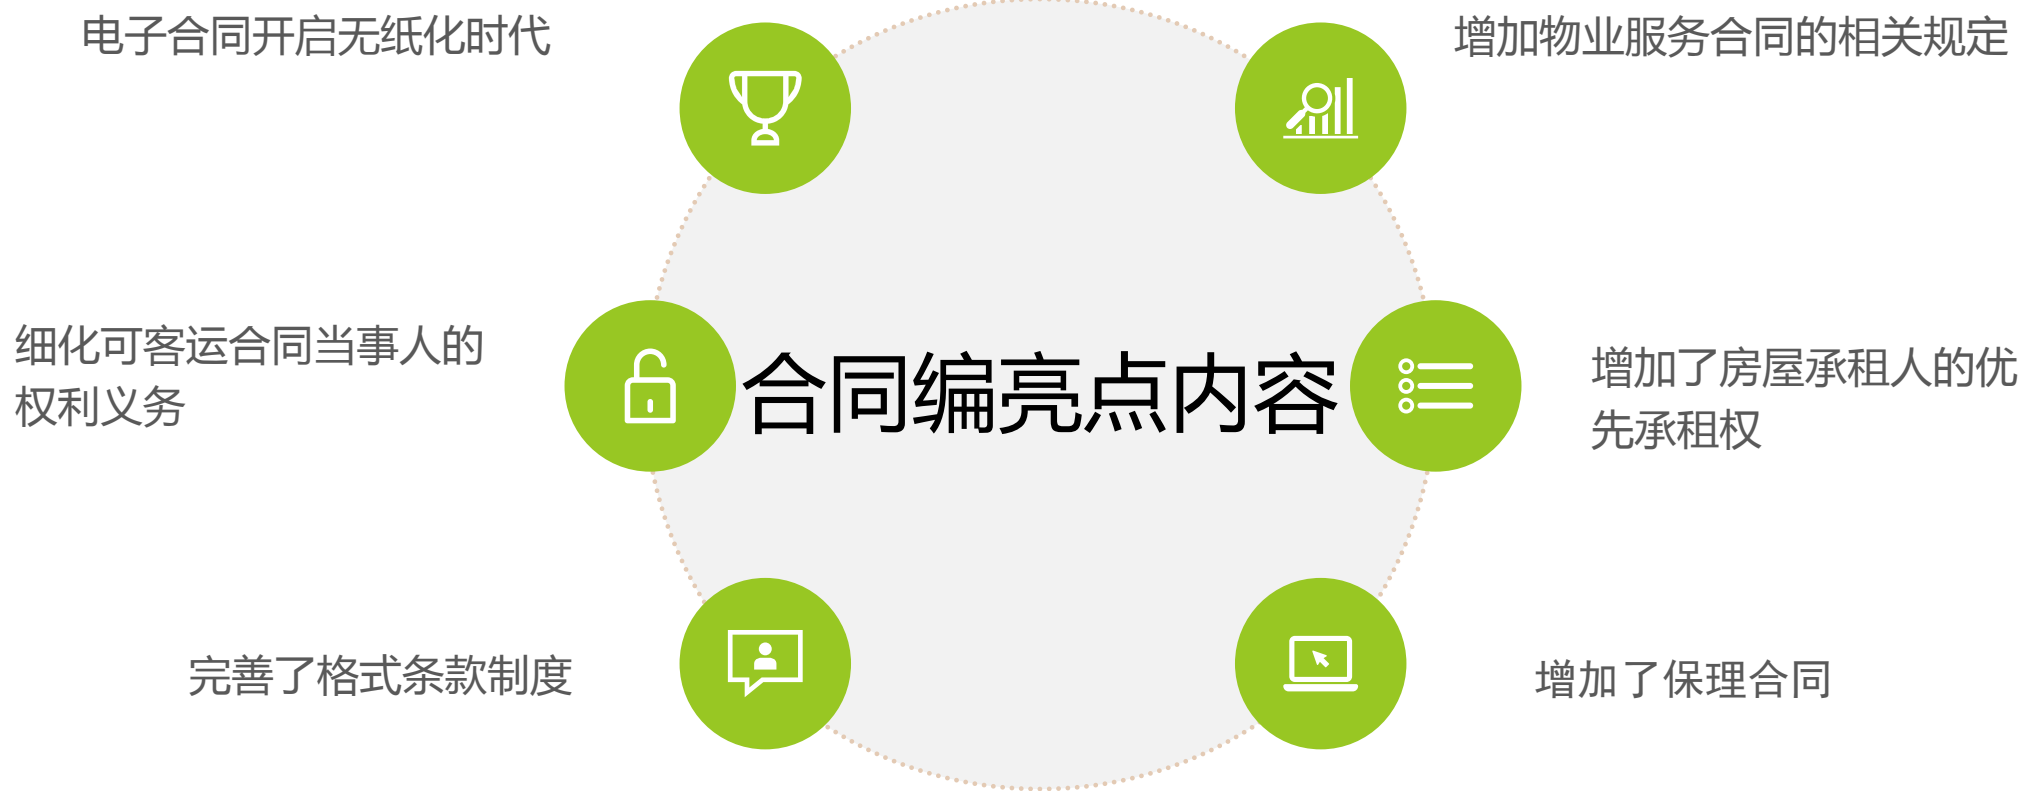 电子合同开启无纸化时代
增加物业服务合同的相关规定
细化可客运合同当事人的
权利义务
合同编亮点内容
增加了房屋承租人的优
先承租权
完善了格式条款制度
增加了保理合同